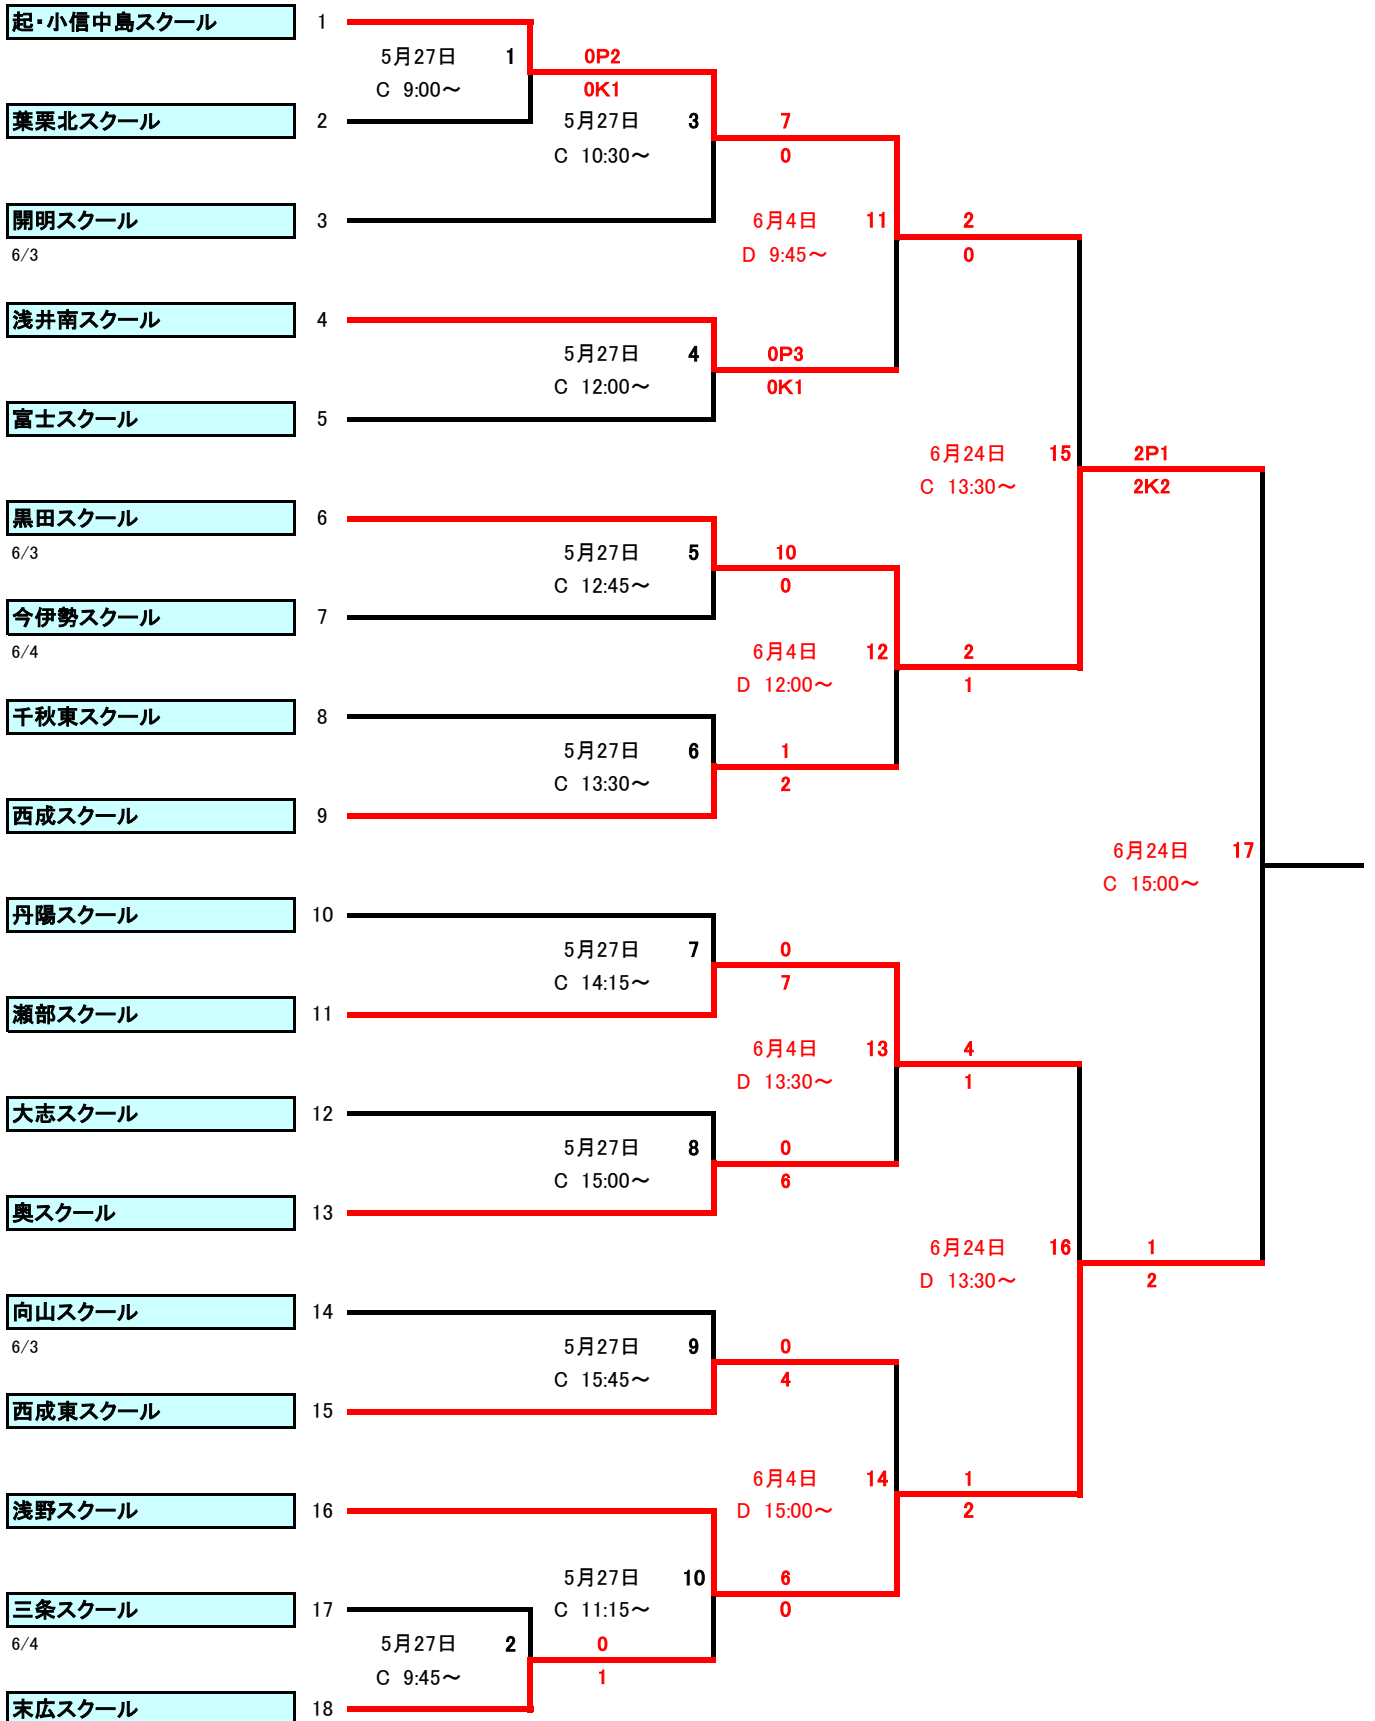 起・小信中島スクール 1
5月27日 1 0P2
C 9:00～ 0K1
葉栗北スクール 2 5月27日 3 7
C 10:30～ 0
開明スクール 3 6月4日 11 2
6/3 D 9:45～ 0
浅井南スクール 4
5月27日 4 0P3
C 12:00～ 0K1
富士スクール 5
6月24日 15 2P1
C 13:30～ 2K2
黒田スクール 6
6/3 5月27日 5 10
C 12:45～ 0
今伊勢スクール 7
6/4 6月4日 12 2
D 12:00～ 1
千秋東スクール 8
5月27日 6 1
C 13:30～ 2
西成スクール 9
6月24日 17
C 15:00～
丹陽スクール 10
5月27日 7 0
C 14:15～ 7
瀬部スクール 11
6月4日 13 4
D 13:30～ 1
大志スクール 12
5月27日 8 0
C 15:00～ 6
奥スクール 13
6月24日 16 1
D 13:30～ 2
向山スクール 14
6/3 5月27日 9 0
C 15:45～ 4
西成東スクール 15
6月4日 14 1
浅野スクール 16 D 15:00～ 2
5月27日 10 6
三条スクール 17 C 11:15～ 0
6/4 5月27日 2 0
C 9:45～ 1
末広スクール 18